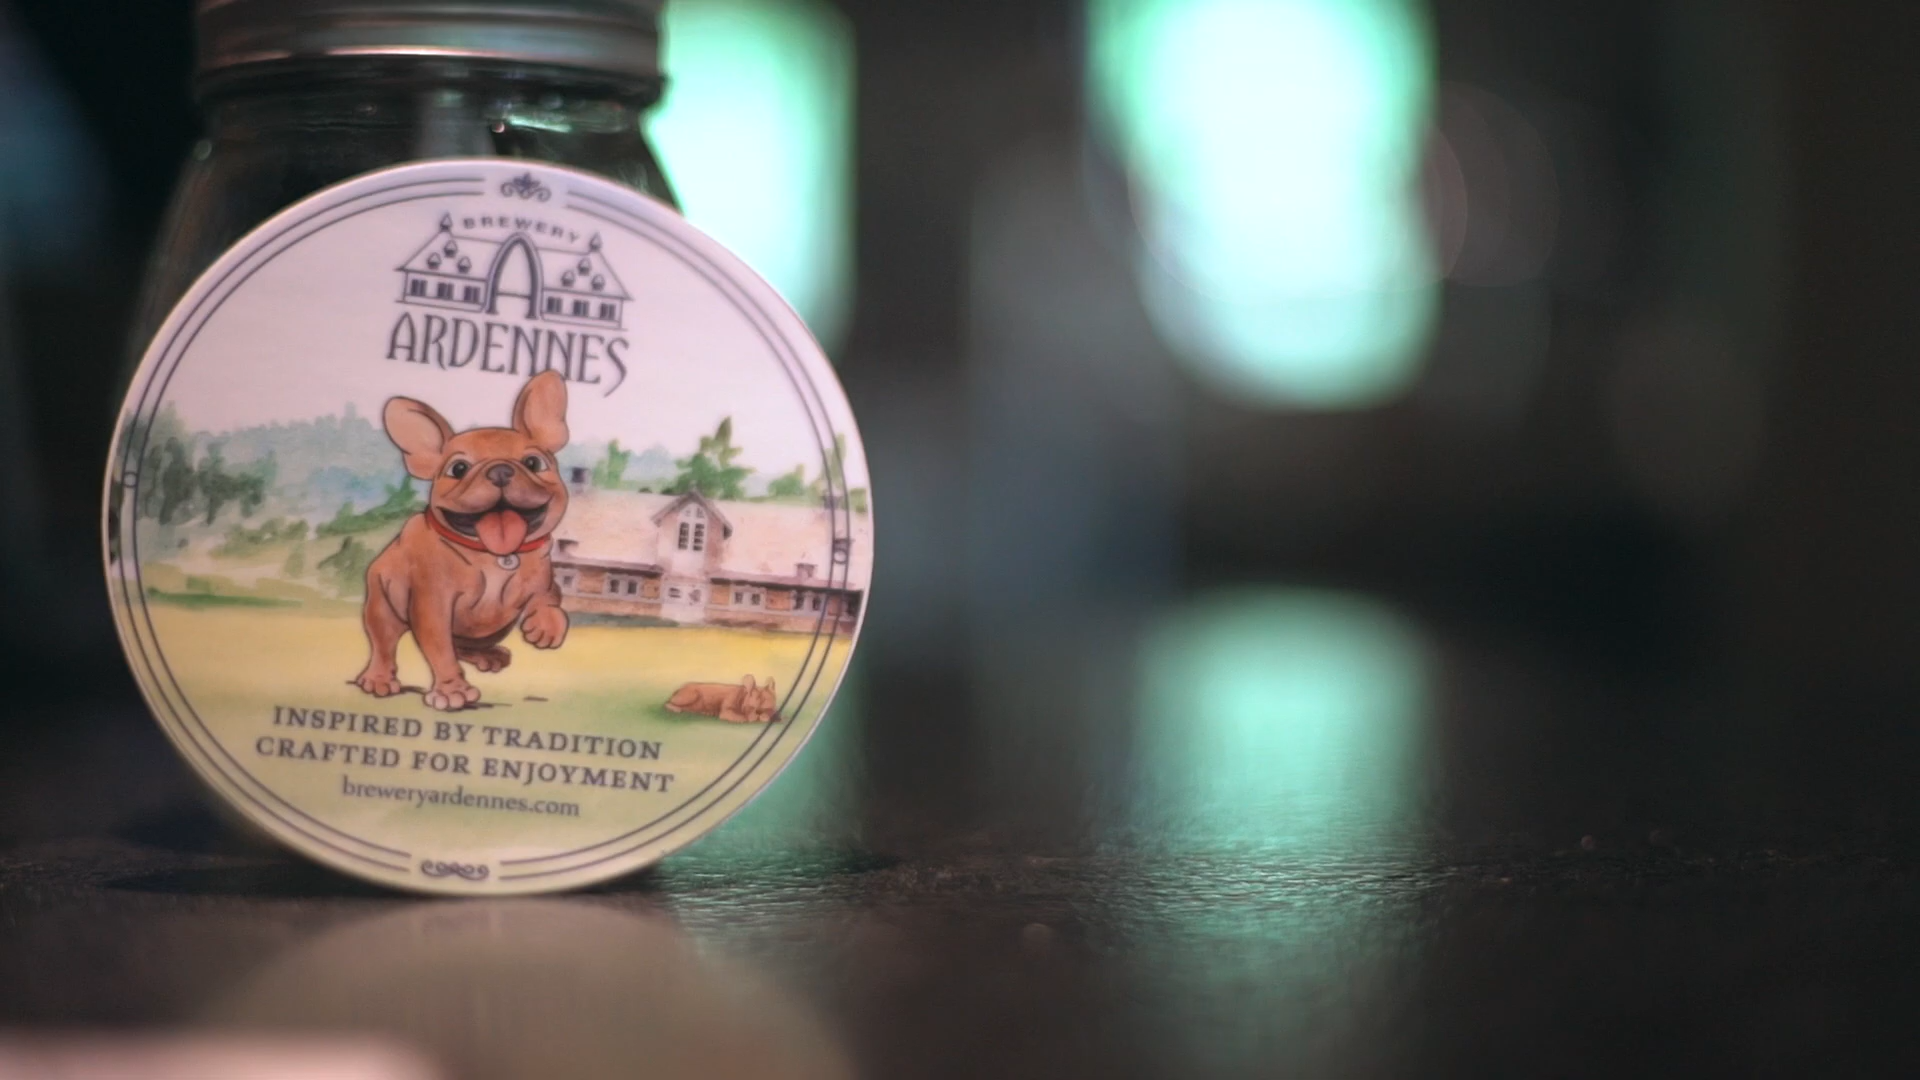 BREWERY
ARDENNES
INSPIRED BY TRADITION
CRAFTED FOR ENJOYMENT
breweryardennes.com